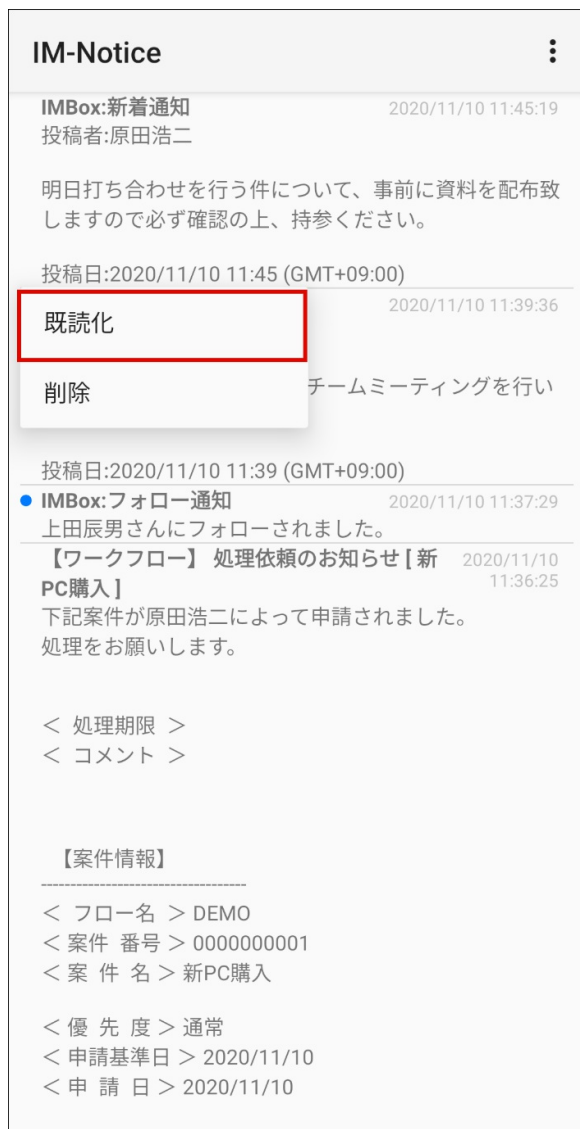 IM-Notice
IMBox:新着通知 2020/11/10 11:45:19
投稿者:原田浩二
明日打ち合わせを行う件について、事前に資料を配布致
しますので必ず確認の上、持参ください。
投稿日:2020/11/10 11:45 (GMT+09:00)
2020/11/10 11:39:36
既読化
チームミーティングを行い
削除
投稿日:2020/11/10 11:39 (GMT+09:00)
IMBox:フォロー通知 2020/11/10 11:37:29
上田辰男さんにフォローされました。
【ワークフロー】 処理依頼のお知らせ [ 新 2020/11/10
PC購入 ] 11:36:25
下記案件が原田浩二によって申請されました。
処理をお願いします。
＜ 処理期限 ＞
＜ コメント ＞
【案件情報】
-----------------------------------
＜ フロー名 ＞ DEMO
＜ 案件 番号 ＞ 0000000001
＜ 案 件 名 ＞ 新PC購入
＜ 優 先 度 ＞ 通常
＜ 申請基準日 ＞ 2020/11/10
＜ 申 請 日 ＞ 2020/11/10